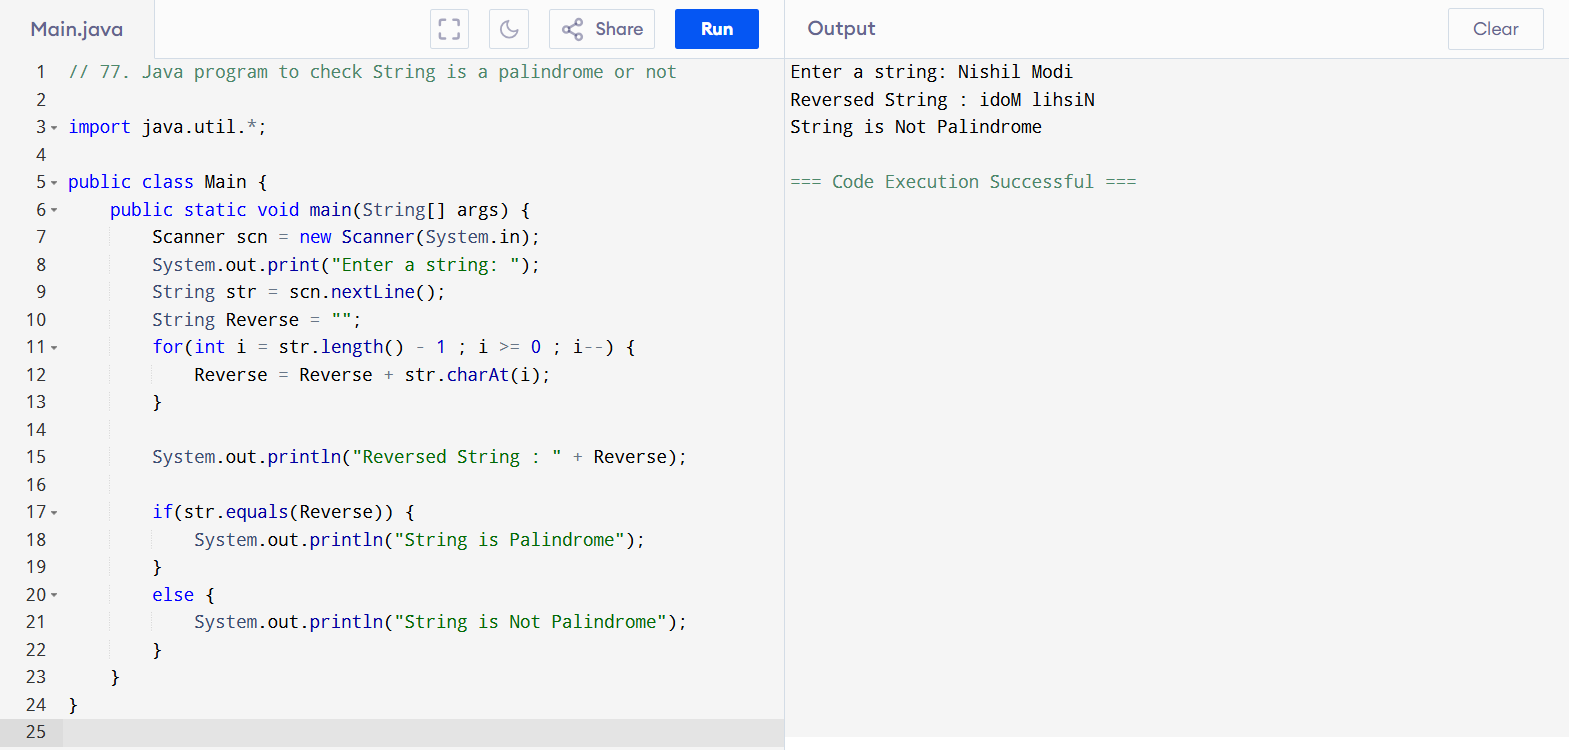 Main.java
Share
Run
Output
Clear
1 // 77. Java program to check String is a palindrome or not
2
3 import java.util.*;
4
5 public class Main {
6     public static void main(String[] args) {
7         Scanner scn = new Scanner(System.in);
8         System.out.print("Enter a string: ");
9         String str = scn.nextLine();
10         String Reverse = "";
11         for(int i = str.length() - 1 ; i >= 0 ; i--) {
12             Reverse = Reverse + str.charAt(i);
13         }
14
15         System.out.println("Reversed String : " + Reverse);
16
17         if(str.equals(Reverse)) {
18             System.out.println("String is Palindrome");
19         }
20         else {
21             System.out.println("String is Not Palindrome");
22         }
23     }
24 }
25
Enter a string: Nishil Modi
Reversed String : idoM lihsiN
String is Not Palindrome
=== Code Execution Successful ===